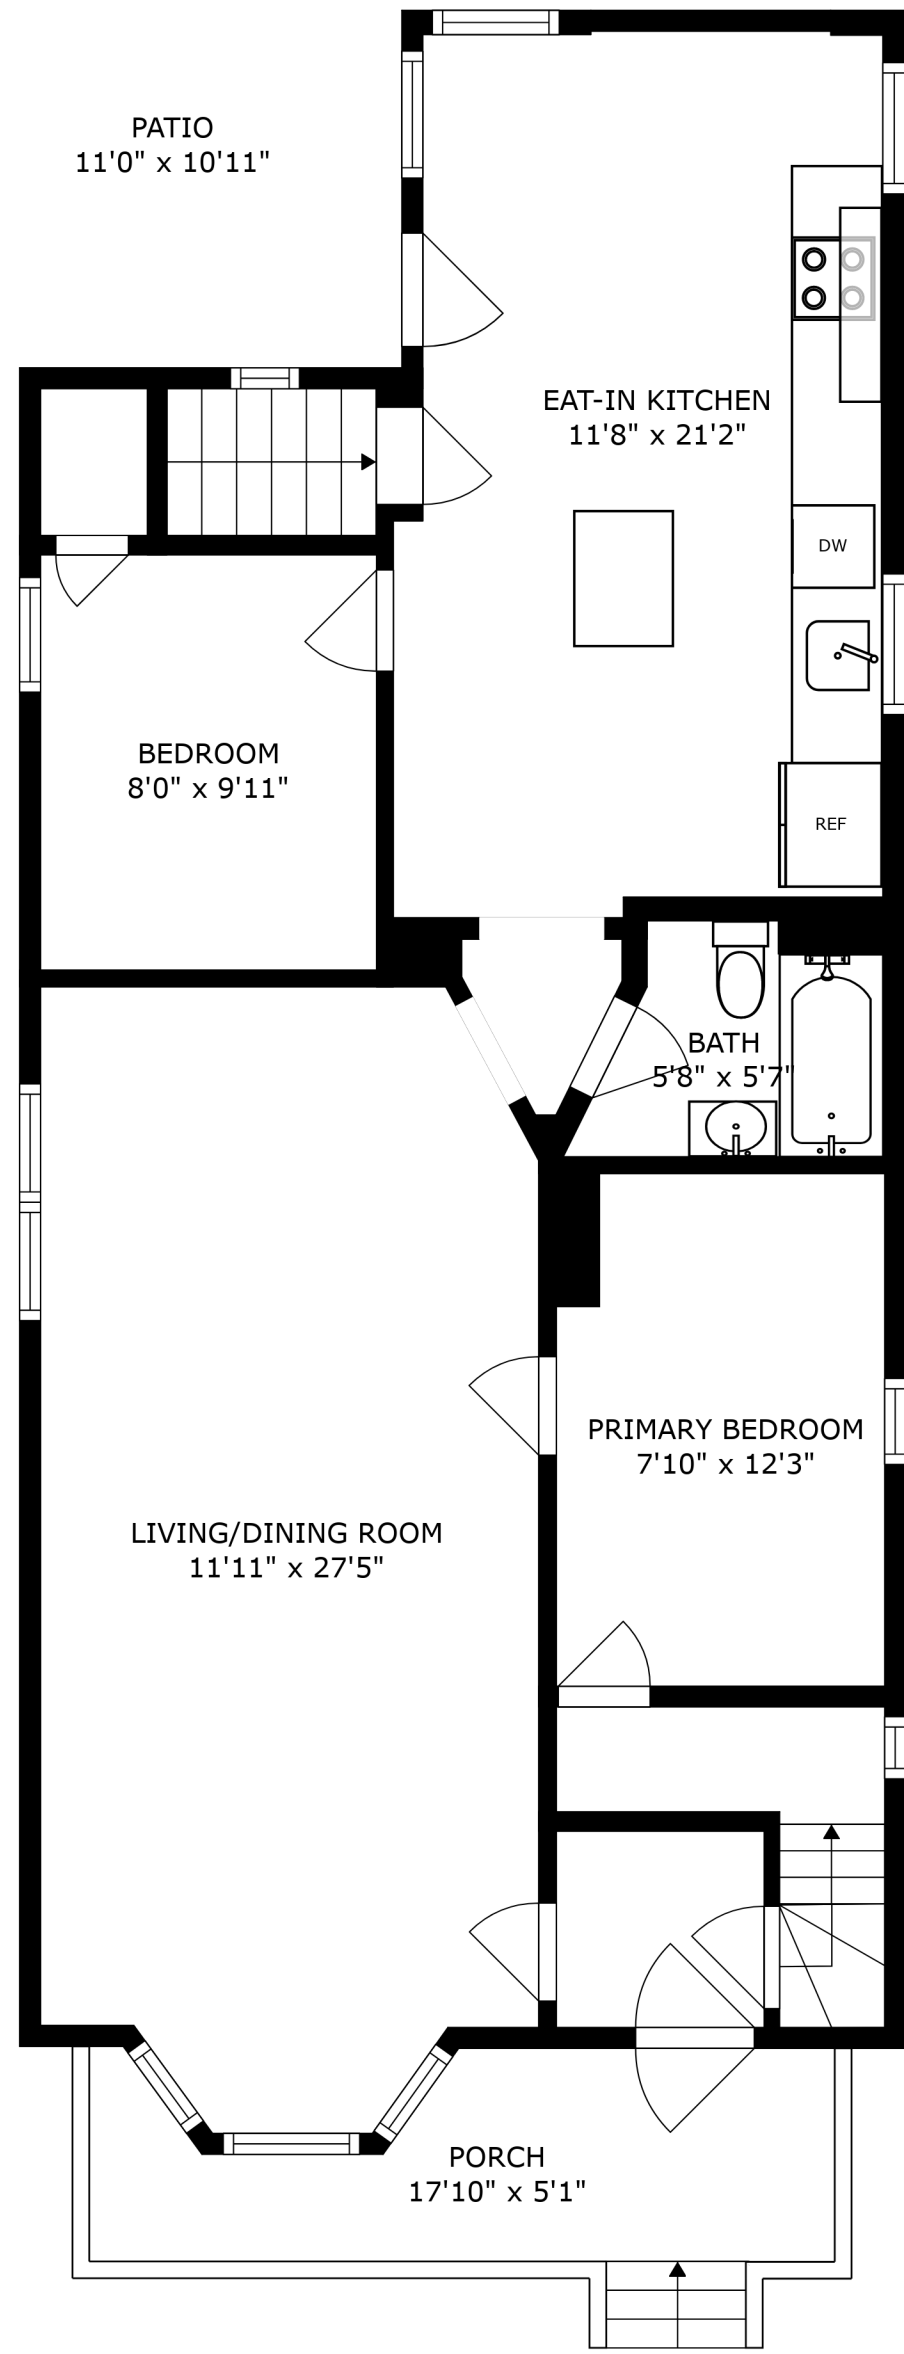 PATIO
11'0" x 10'11"
EAT-IN KITCHEN
11'8" x 21'2"
DW
BEDROOM
8'0" x 9'11"
REF
BATH
5'8" x 5'7"
PRIMARY BEDROOM
7'10" x 12'3"
LIVING/DINING ROOM
11'11" x 27'5"
PORCH
17'10" x 5'1"